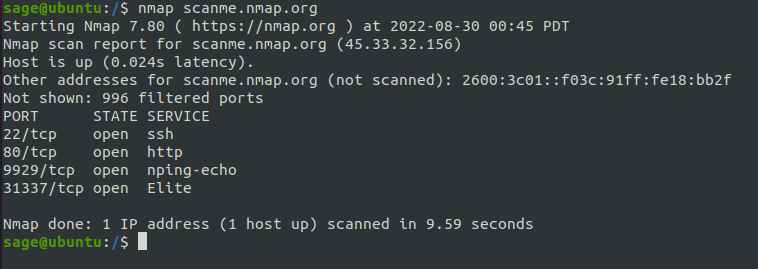 sage@ubuntu:/$ nmap scanme.nmap.org
Starting Nmap 7.80 ( https://nmap.org ) at 2022-08-30 00:45 PDT
Nmap scan report for scanme.nmap.org (45.33.32.156)
Host is up (0.024s latency).
Other addresses for scanme.nmap.org (not scanned): 2600:3c01::f03c:91ff:fe18:bb2f
Not shown: 996 filtered ports
PORT      STATE SERVICE
22/tcp    open  ssh
80/tcp    open  http
9929/tcp  open  nping-echo
31337/tcp open  Elite

Nmap done: 1 IP address (1 host up) scanned in 9.59 seconds
sage@ubuntu:/$